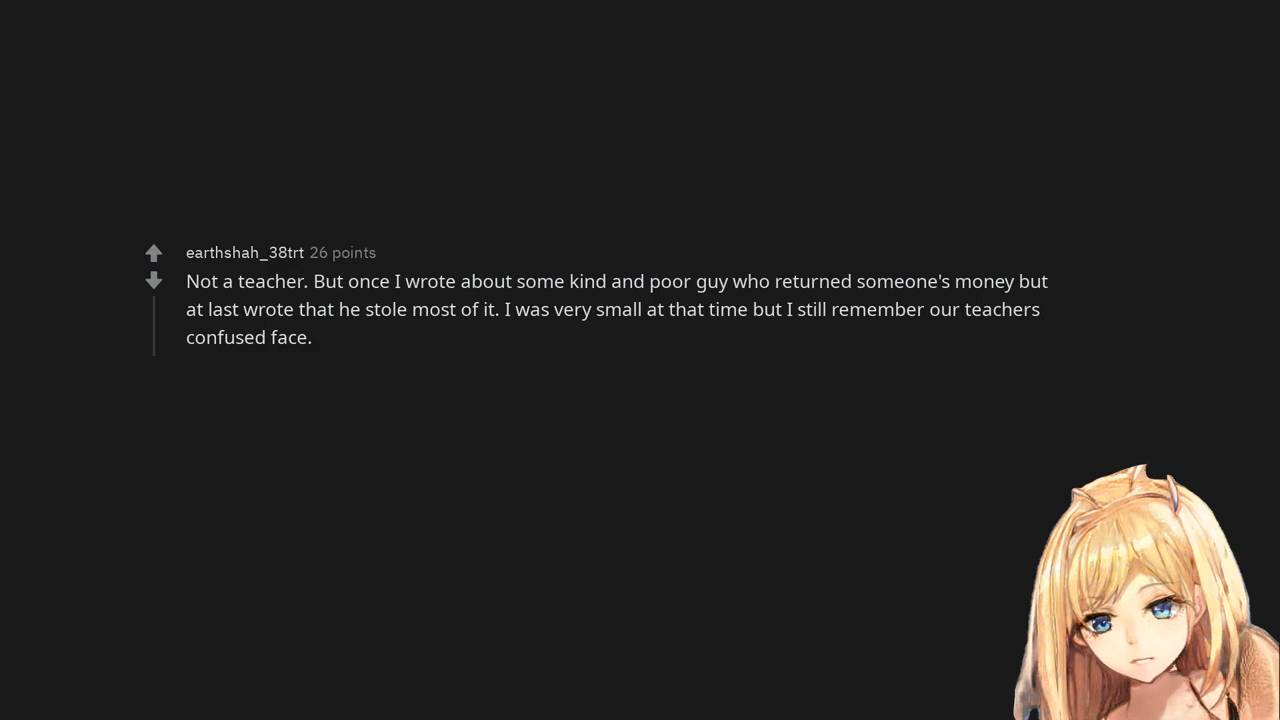 earthshah_38trt 26 points
Not a teacher. But once I wrote about some kind and poor guy who returned someone's money but
at last wrote that he stole most of it. I was very small at that time but I still remember our teachers
confused face.